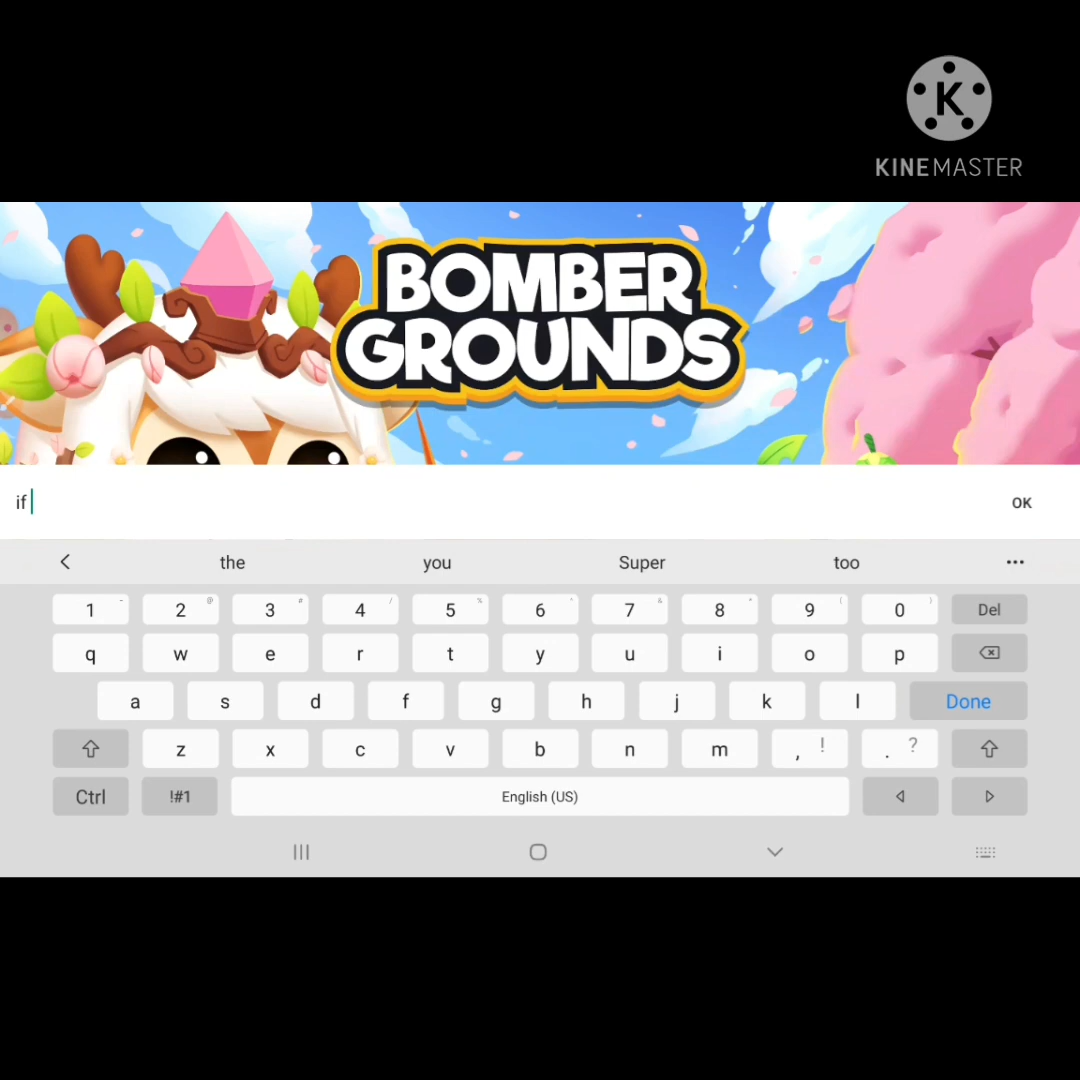 K
KINEMASTER
BOMBER
GROUNDS
if
OK
the you Super too
1 - 2 @ 3 # 4 / 5 % 6 ^ 7 & 8 * 9 ( 0 ) Del
q w e r t y u i o p
a s d f g h j k l Done
z x c v b n m , ! . ?
Ctrl !#1 English (US)